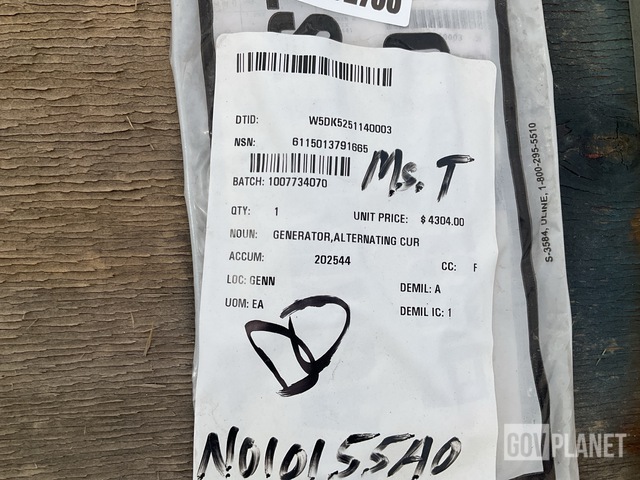 DTID: W5DK5251140003
NSN: 6115013791665
BATCH: 1007734070
Ms. T
QTY: 1 UNIT PRICE: $ 4304.00
NOUN: GENERATOR,ALTERNATING CUR
ACCUM: 202544 CC: F
LOC: GENN DEMIL: A
UOM: EA DEMIL IC: 1
N010155A0
S-3584, ULINE, 1-800-295-5510
GOVPLANET